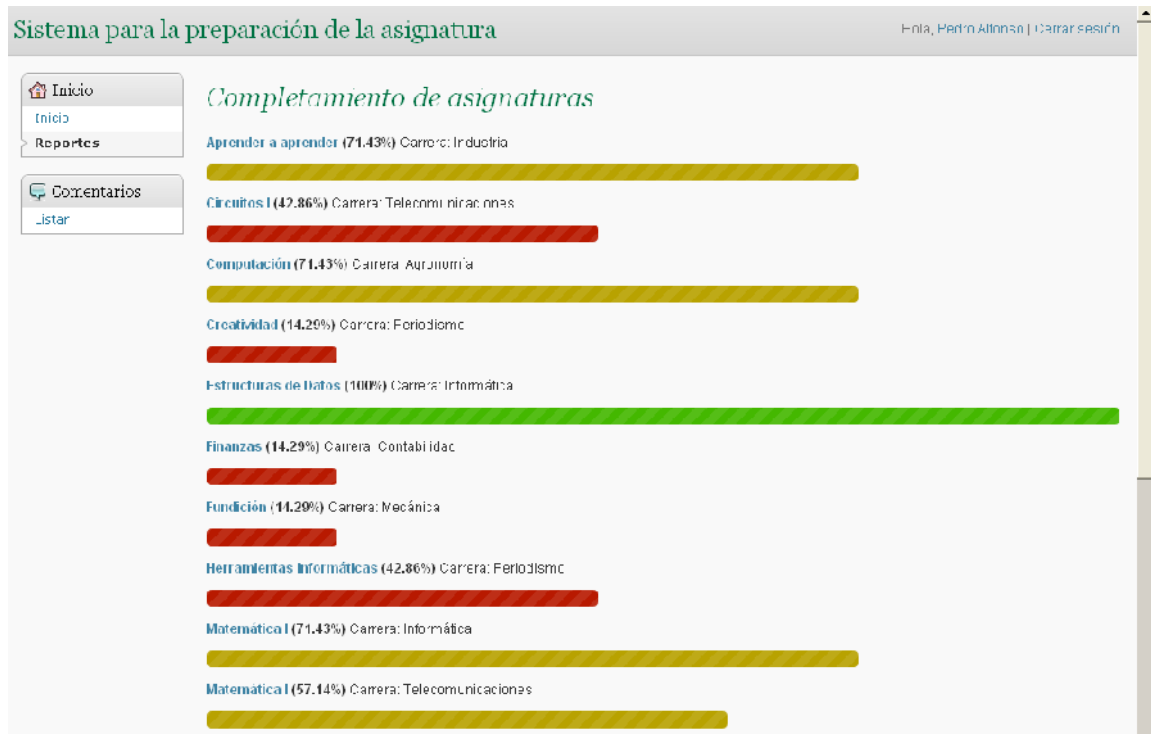 Sistema para la preparación de la asignatura
Hola, Pedro Alfonso | Cerrar sesión
Inicio
Inicio
Reportes
Comentarios
Listar
Completamiento de asignaturas
Aprender a aprender (71.43%) Carrera: Industria
Circuitos I (42.86%) Carrera: Telecomunicaciones
Computación (71.43%) Carrera: Agronomía
Creatividad (14.29%) Carrera: Periodismo
Estructuras de Datos (100%) Carrera: Informática
Finanzas (14.29%) Carrera: Contabilidad
Fundición (14.29%) Carrera: Mecánica
Herramientas Informáticas (42.86%) Carrera: Periodismo
Matemática I (71.43%) Carrera: Informática
Matemática I (57.14%) Carrera: Telecomunicaciones